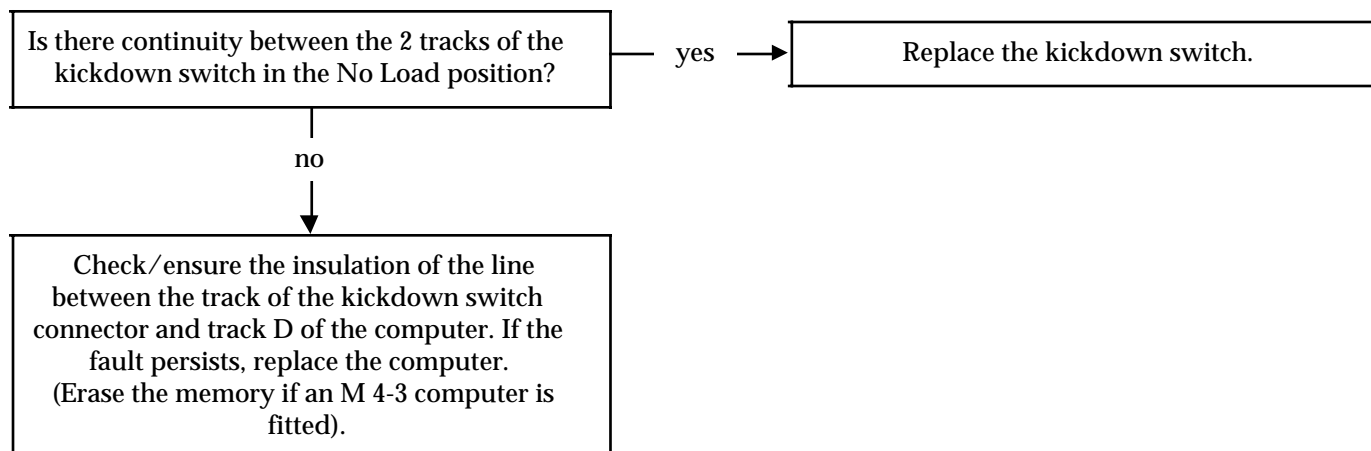 Is there continuity between the 2 tracks of the
kickdown switch in the No Load position?
yes
Replace the kickdown switch.
no
Check/ensure the insulation of the line
between the track of the kickdown switch
connector and track D of the computer. If the
fault persists, replace the computer.
(Erase the memory if an M 4-3 computer is
fitted).